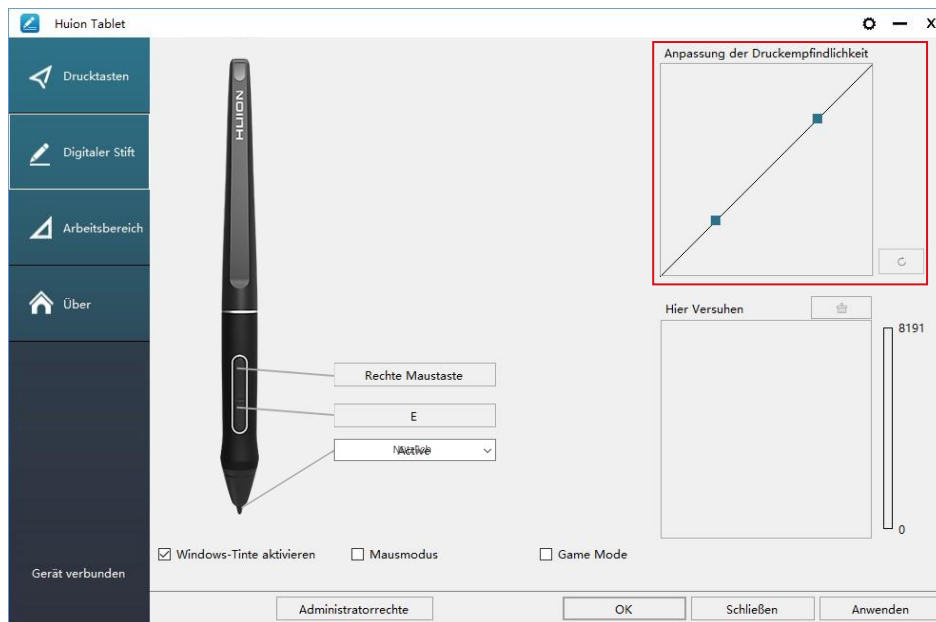 Huion Tablet
X
Drucktasten
Digitaler Stift
Arbeitsbereich
Über
Gerät verbunden
HUION
Rechte Maustaste
E
Active
Windows-Tinte aktivieren
Mausmodus
Game Mode
Anpassung der Druckempfindlichkeit
Hier Versuhen
8191
0
Administratorrechte
OK
Schließen
Anwenden